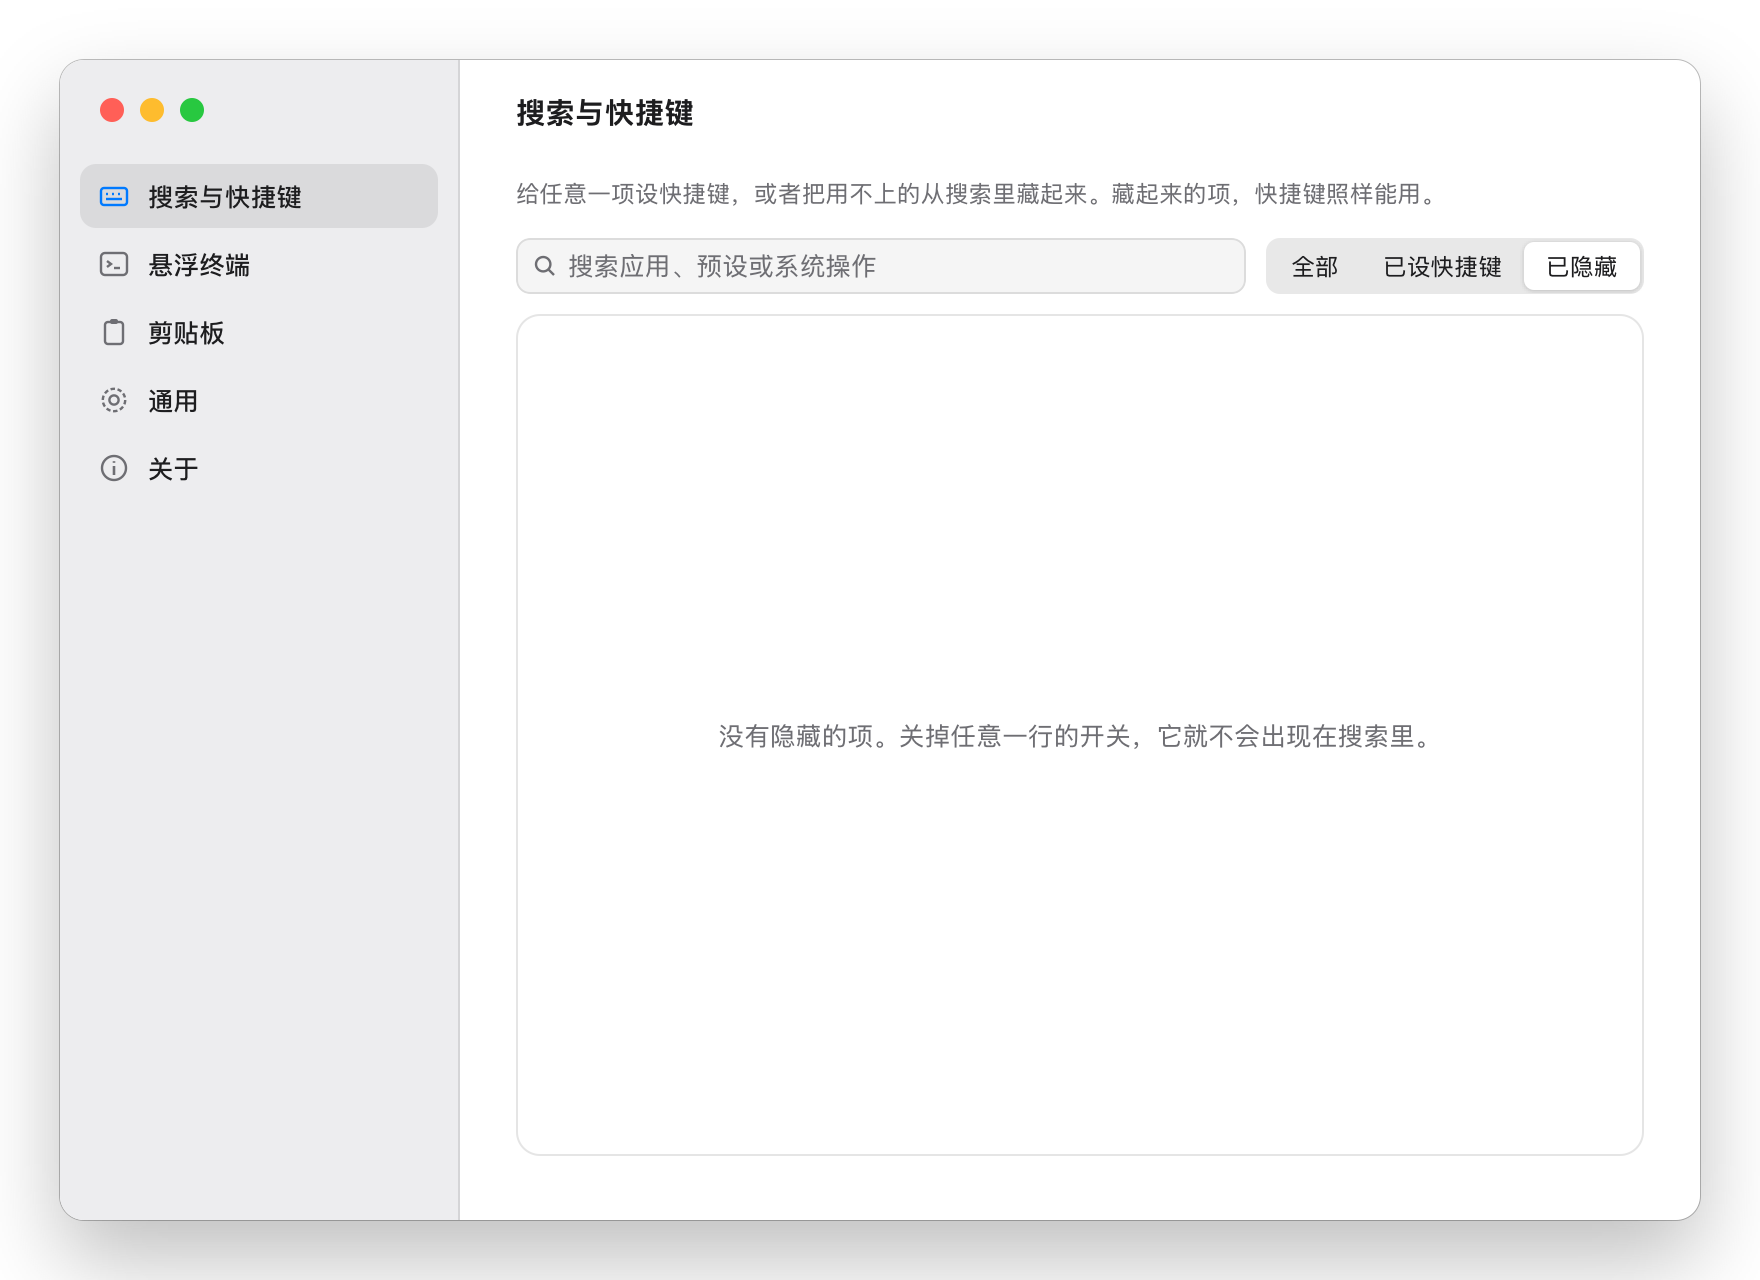 搜索与快捷键
悬浮终端
剪贴板
通用
关于
搜索与快捷键
给任意一项设快捷键，或者把用不上的从搜索里藏起来。藏起来的项，快捷键照样能用。
搜索应用、预设或系统操作
全部 已设快捷键 已隐藏
没有隐藏的项。关掉任意一行的开关，它就不会出现在搜索里。